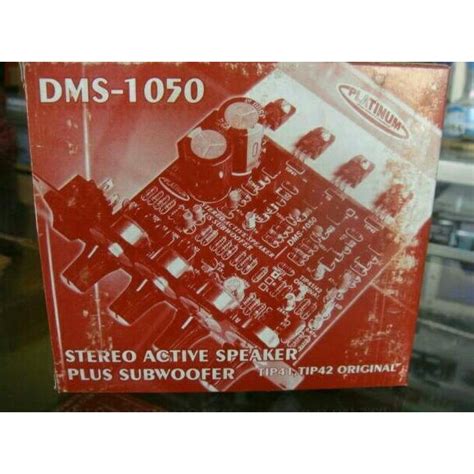 DMS-1050
PLATINUM
STEREO ACTIVE SPEAKER
PLUS SUBWOOFER
TIP41, TIP42 ORIGINAL